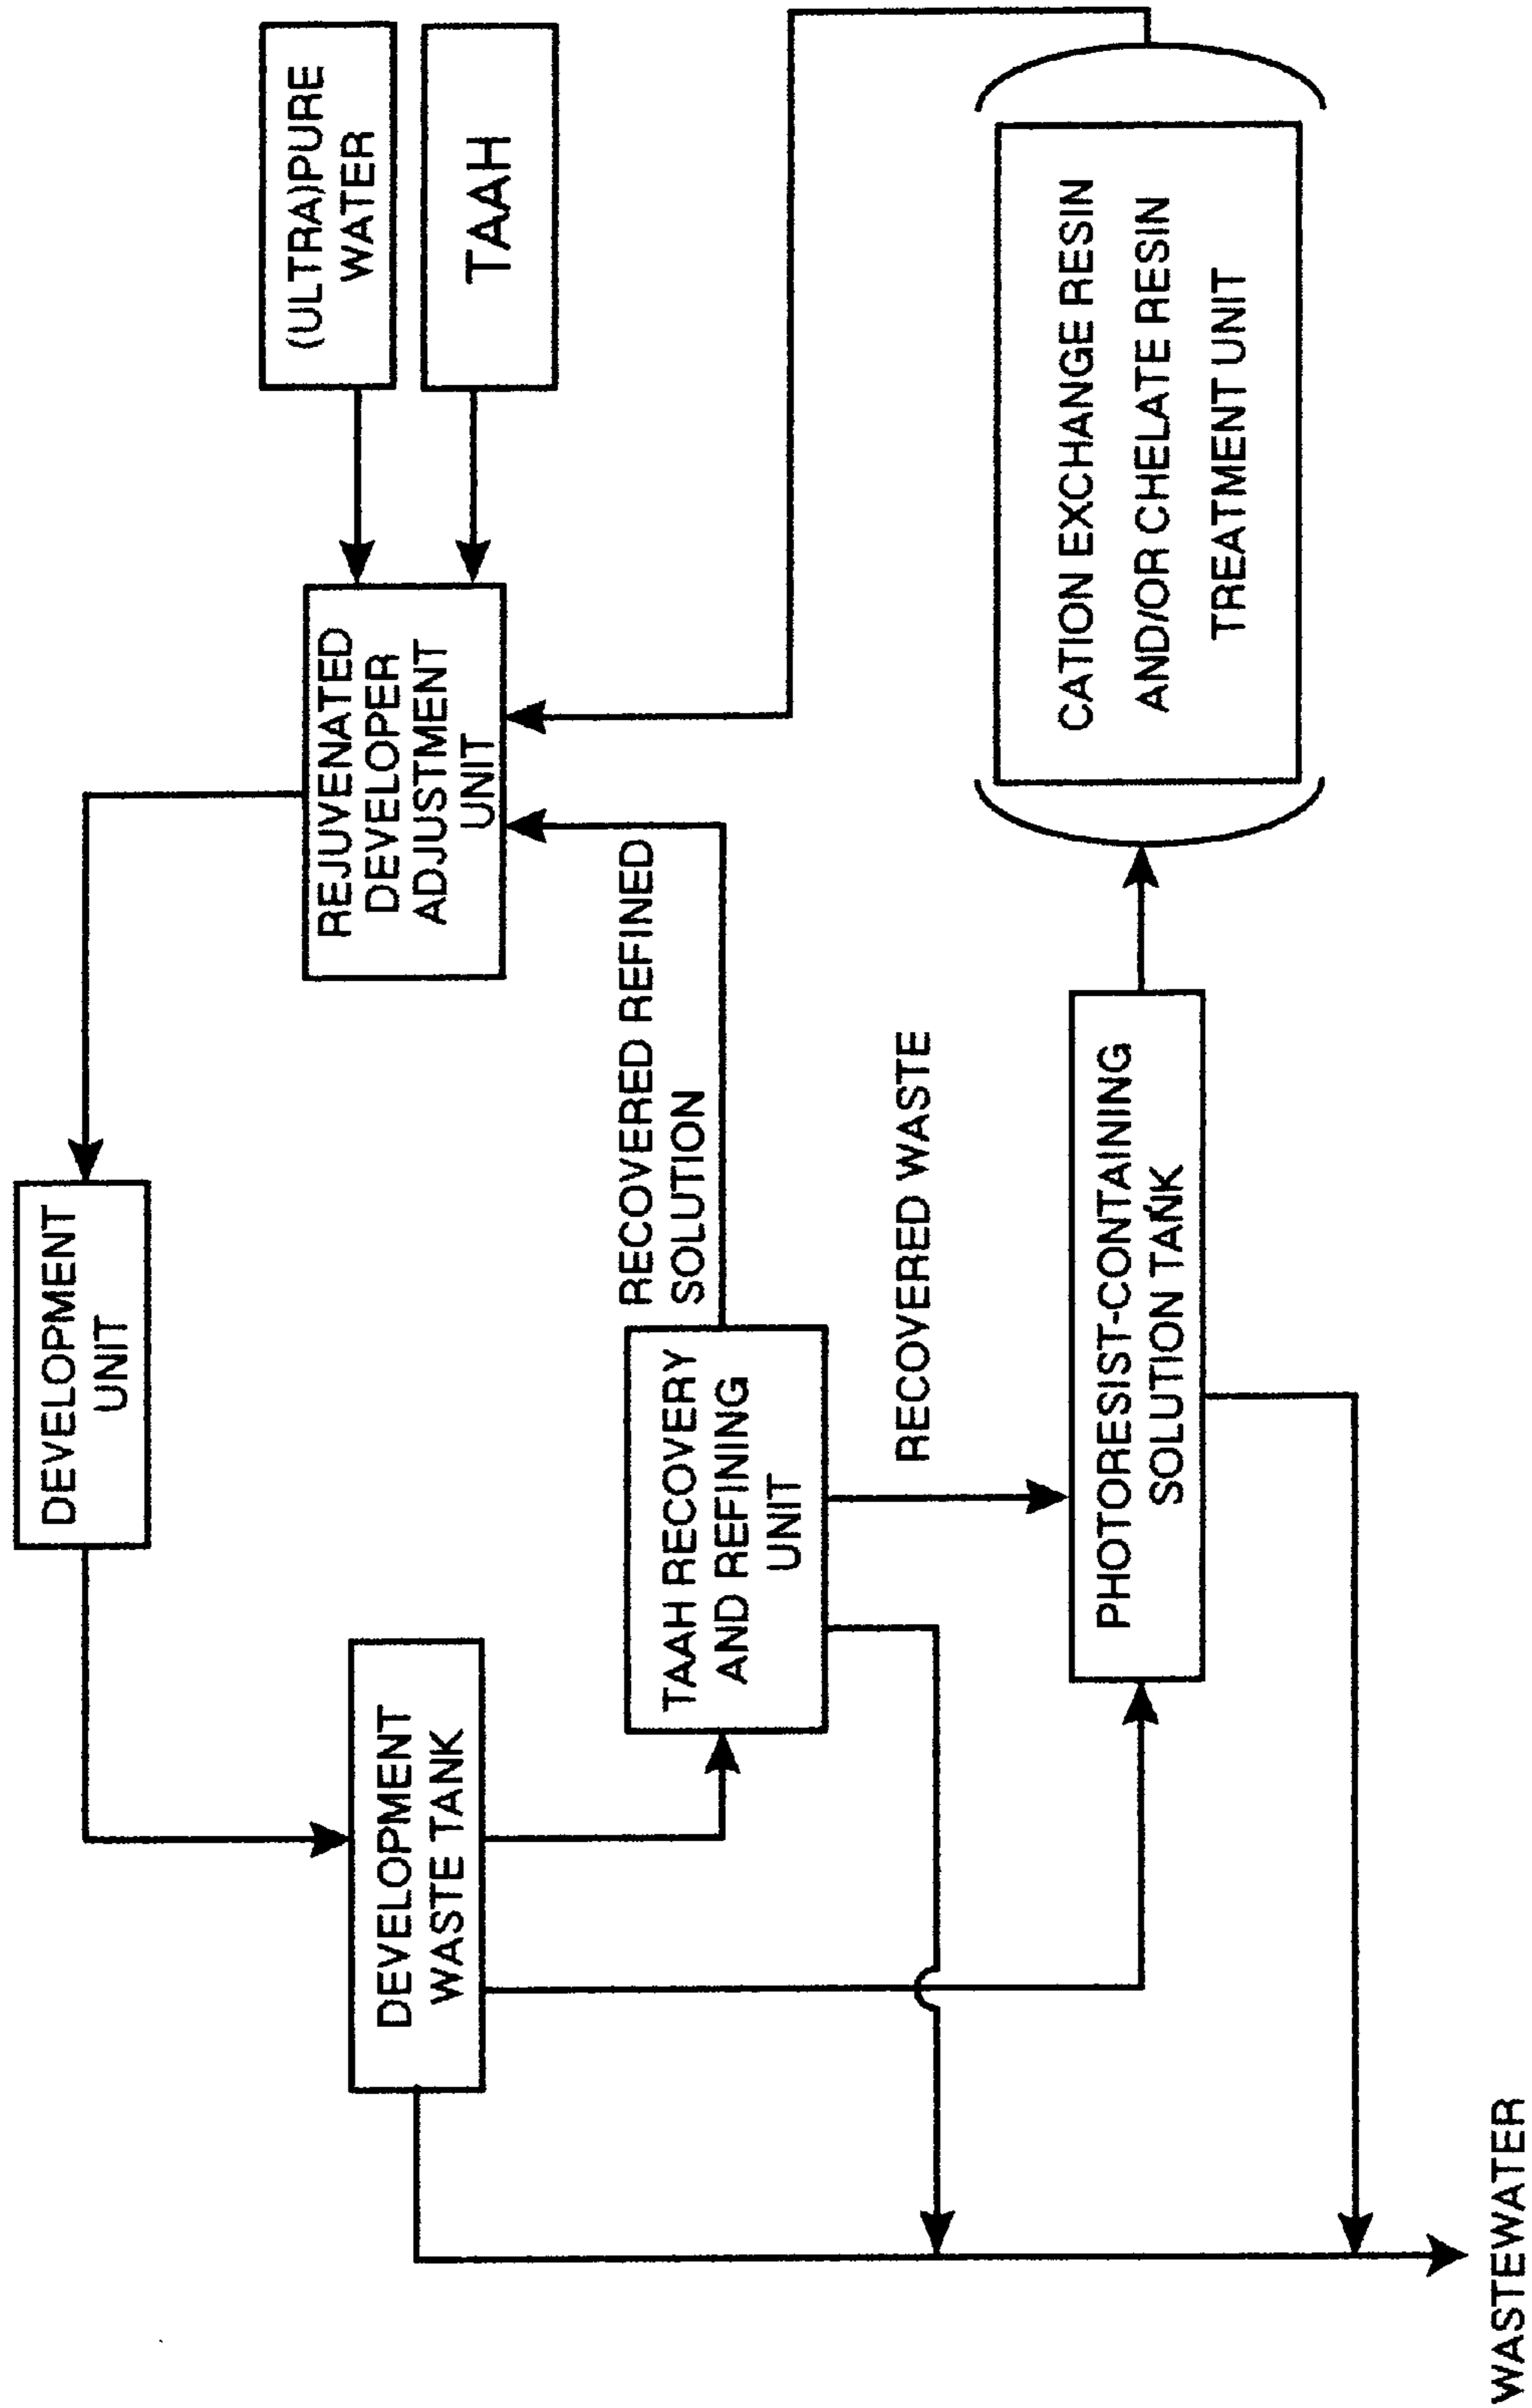 (ULTRA)PURE
WATER
TAAH
REJUVENATED
DEVELOPER
ADJUSTMENT
UNIT
DEVELOPMENT
UNIT
DEVELOPMENT
WASTE TANK
RECOVERED REFINED
SOLUTION
TAAH RECOVERY
AND REFINING
UNIT
RECOVERED WASTE
PHOTORESIST-CONTAINING
SOLUTION TANK
CATION EXCHANGE RESIN
AND/OR CHELATE RESIN
TREATMENT UNIT
WASTEWATER